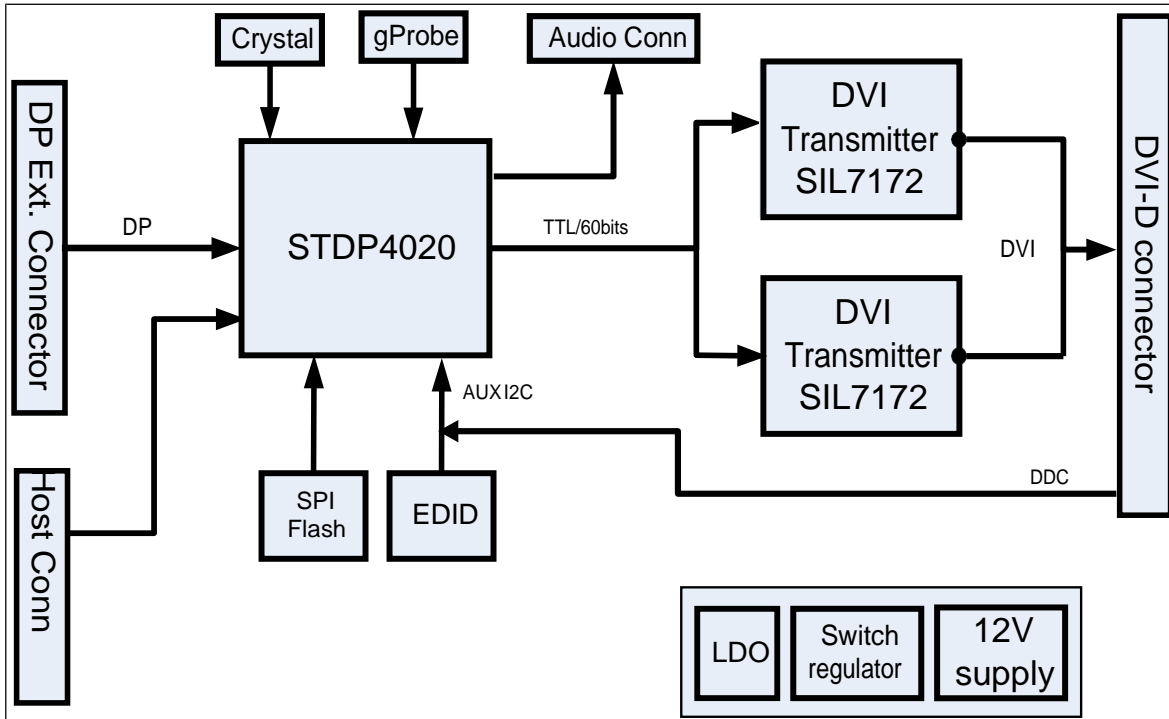 Crystal
gProbe
Audio Conn
DP Ext. Connector
DP
STDP4020
TTL/60bits
DVI
Transmitter
SIL7172
DVI
DVI-D connector
DVI
Transmitter
SIL7172
AUX I2C
Host Conn
SPI
Flash
EDID
DDC
LDO
Switch
regulator
12V
supply